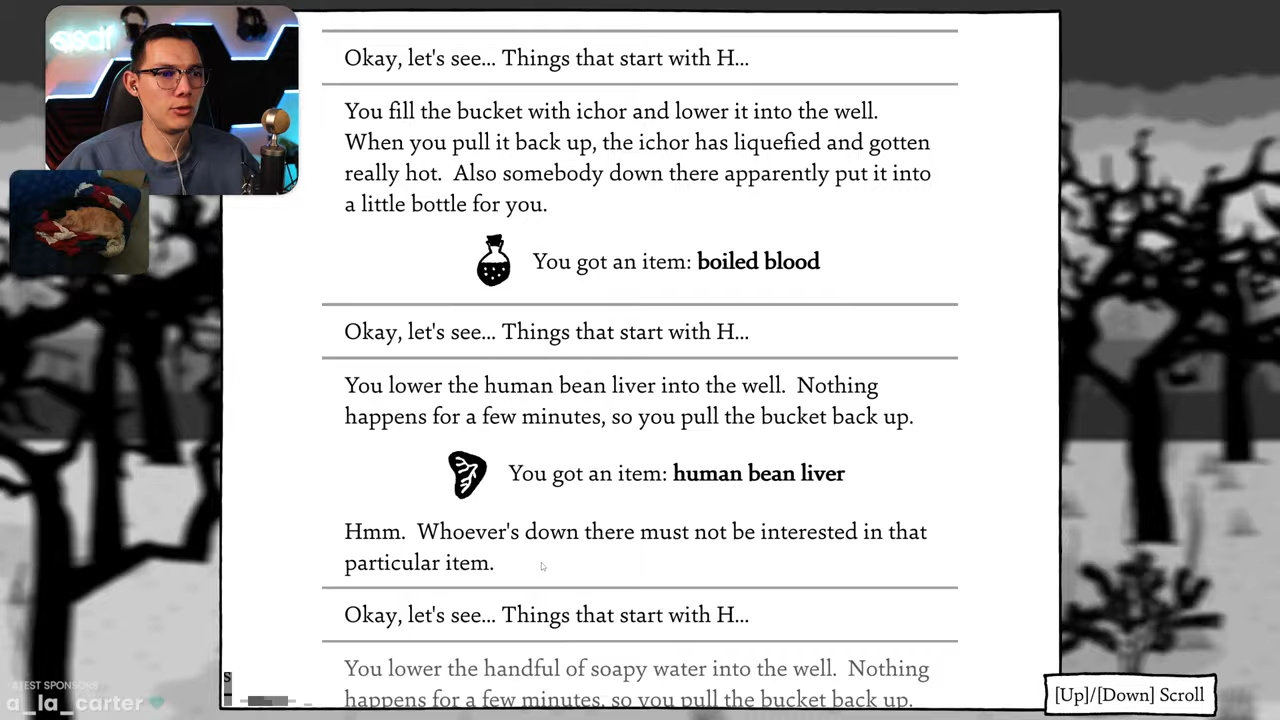 Okay, let's see... Things that start with H...
You fill the bucket with ichor and lower it into the well.
When you pull it back up, the ichor has liquefied and gotten
really hot. Also somebody down there apparently put it into
a little bottle for you.
You got an item: boiled blood
Okay, let's see... Things that start with H...
You lower the human bean liver into the well. Nothing
happens for a few minutes, so you pull the bucket back up.
You got an item: human bean liver
Hmm. Whoever's down there must not be interested in that
particular item.
Okay, let's see... Things that start with H...
You lower the handful of soapy water into the well. Nothing
happens for a few minutes, so you pull the bucket back up.
[Up]/[Down] Scroll
LATEST SPONSORS
a_la_carter